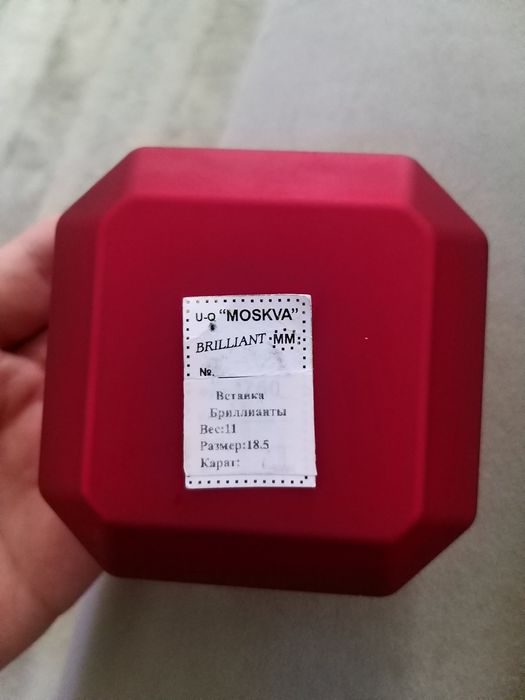 U-O “MOSKVA”
BRILLIANT MM
№.
Вставка
Бриллианты
Вес:11
Размер:18.5
Карат: